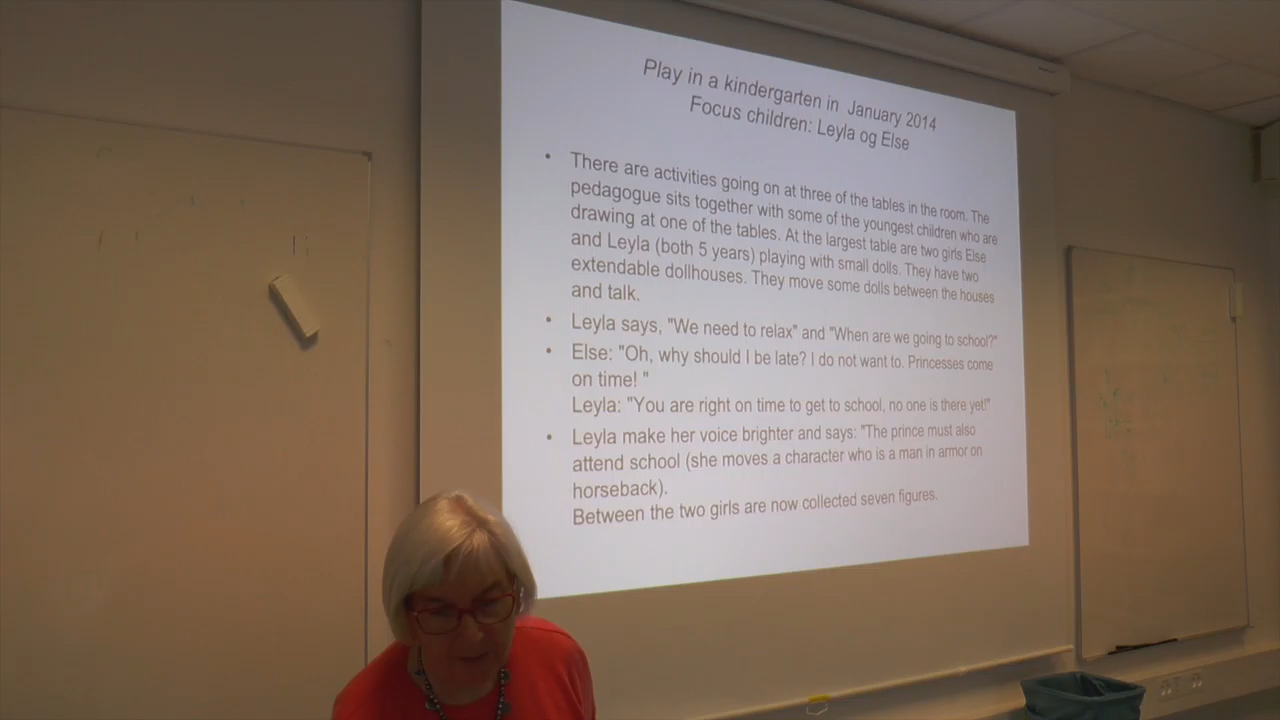 Play in a kindergarten in January 2014
Focus children: Leyla og Else
• There are activities going on at three of the tables in the room. The
pedagogue sits together with some of the youngest children who are
drawing at one of the tables. At the largest table are two girls Else
and Leyla (both 5 years) playing with small dolls. They have two
extendable dollhouses. They move some dolls between the houses
and talk.
• Leyla says, "We need to relax" and "When are we going to school?"
• Else: "Oh, why should I be late? I do not want to. Princesses come
on time! "
Leyla: "You are right on time to get to school, no one is there yet!"
• Leyla make her voice brighter and says: "The prince must also
attend school (she moves a character who is a man in armor on
horseback).
Between the two girls are now collected seven figures.